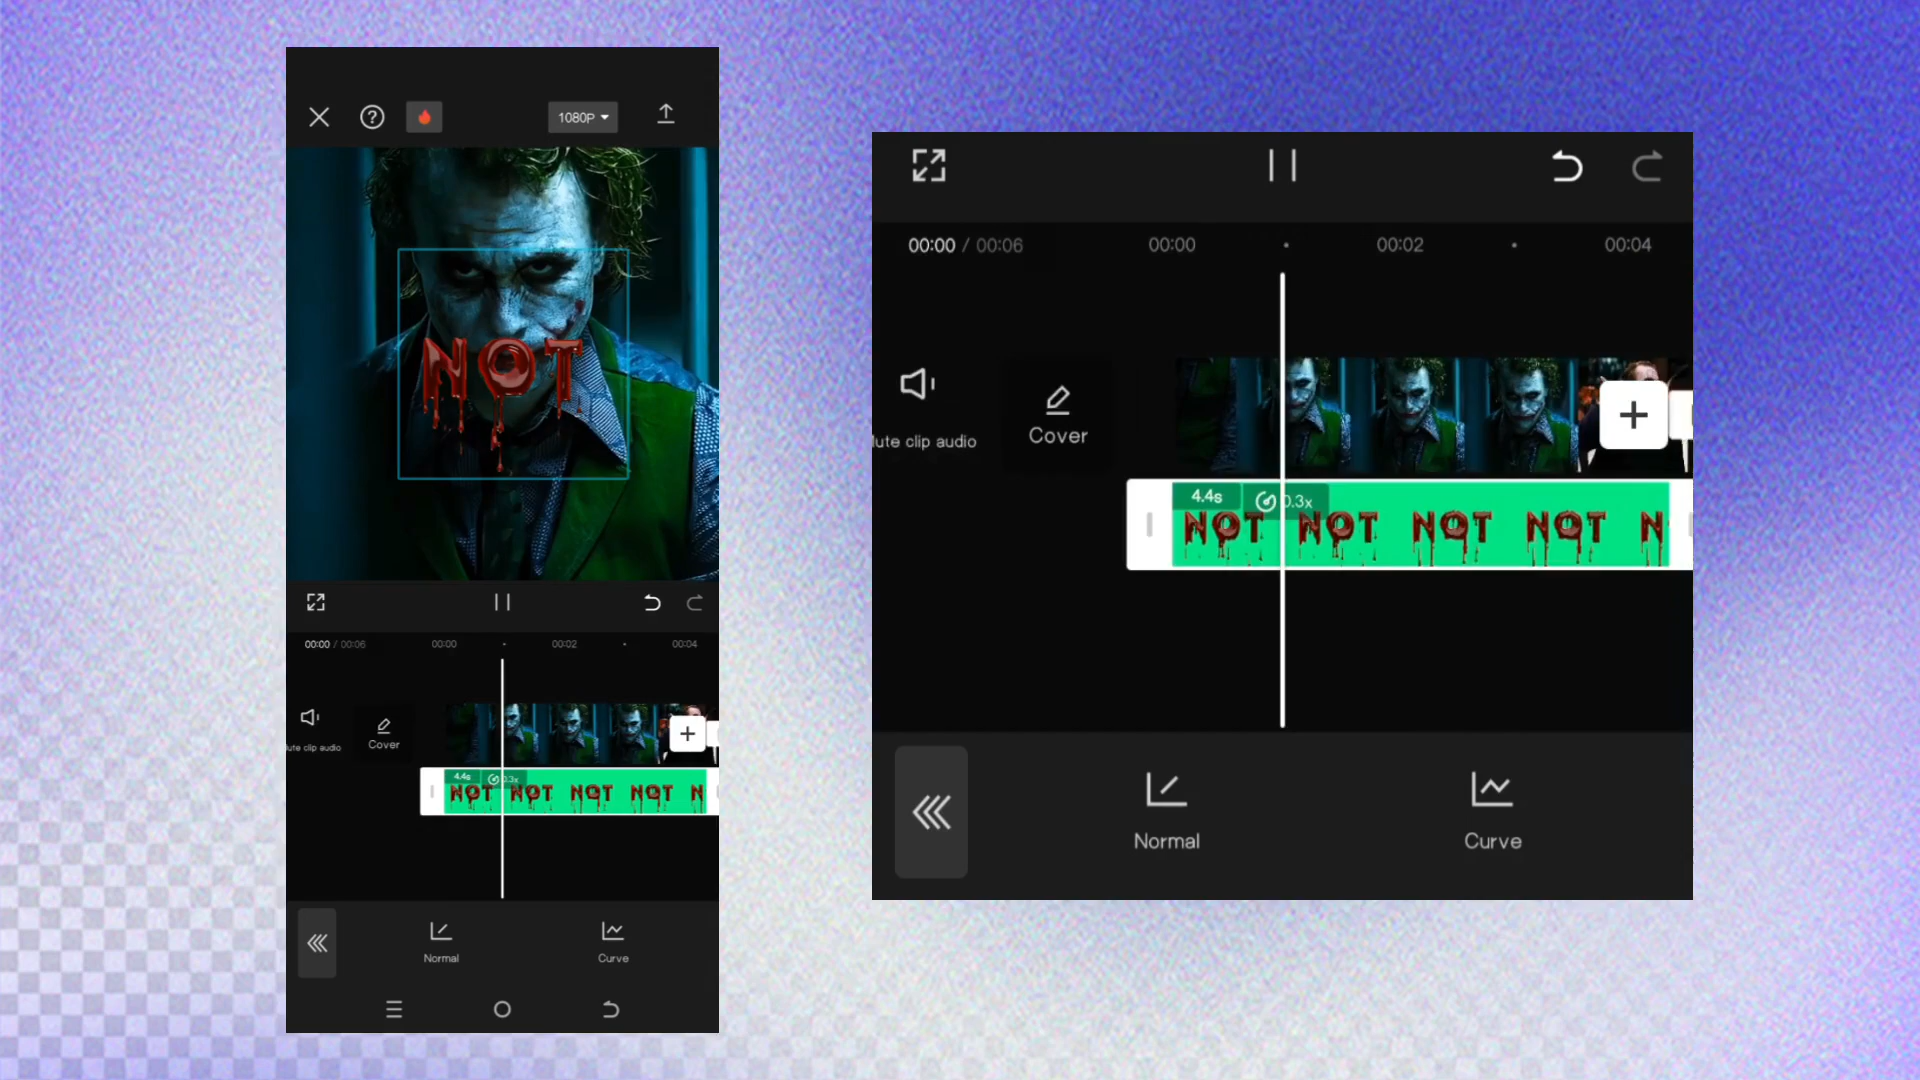 1080P
NOT
00:00 / 00:06 00:00 00:02 00:04
lute clip audio
Cover
4.4s 0.3x
NOT NOT NOT NOT N
Normal Curve
00:00 / 00:06 00:00 00:02 00:04
lute clip audio
Cover
4.4s 0.3x
NOT NOT NOT NOT N
Normal Curve